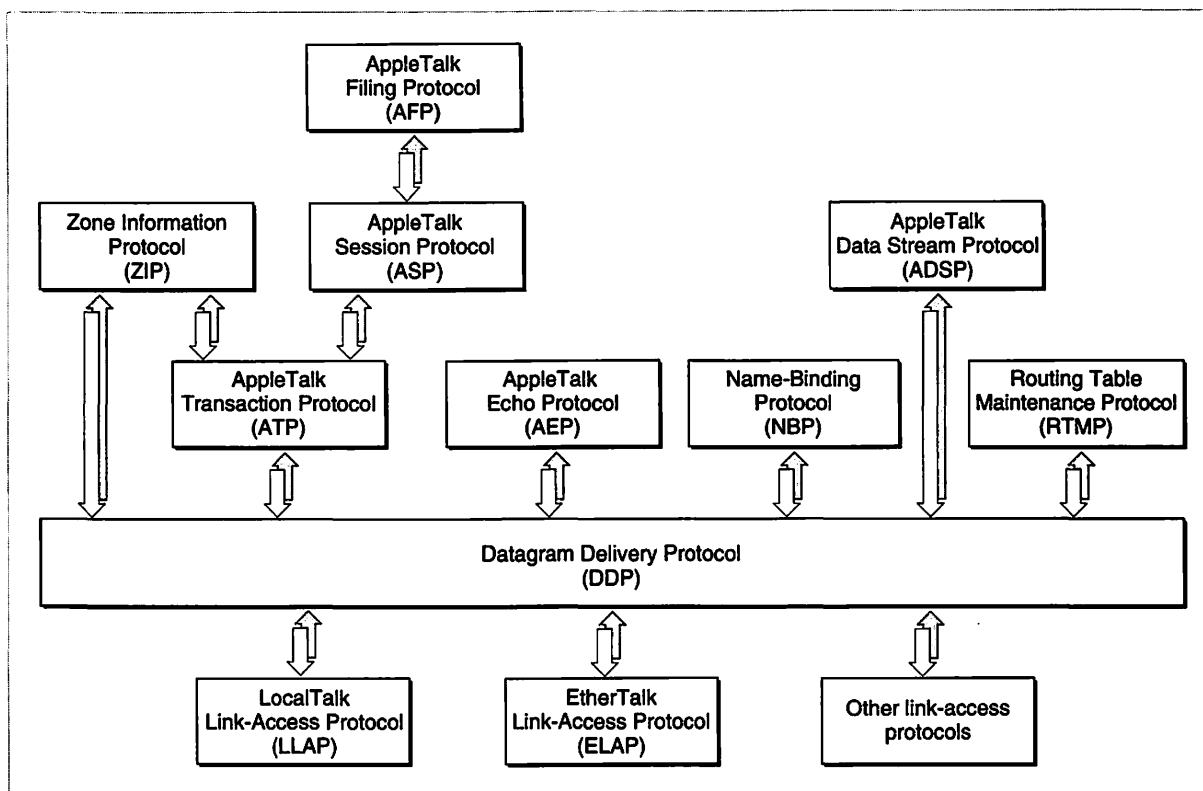 AppleTalk
Filing Protocol
(AFP)
Zone Information
Protocol
(ZIP)
AppleTalk
Session Protocol
(ASP)
AppleTalk
Data Stream Protocol
(ADSP)
AppleTalk
Transaction Protocol
(ATP)
AppleTalk
Echo Protocol
(AEP)
Name-Binding
Protocol
(NBP)
Routing Table
Maintenance Protocol
(RTMP)
Datagram Delivery Protocol
(DDP)
LocalTalk
Link-Access Protocol
(LLAP)
EtherTalk
Link-Access Protocol
(ELAP)
Other link-access
protocols